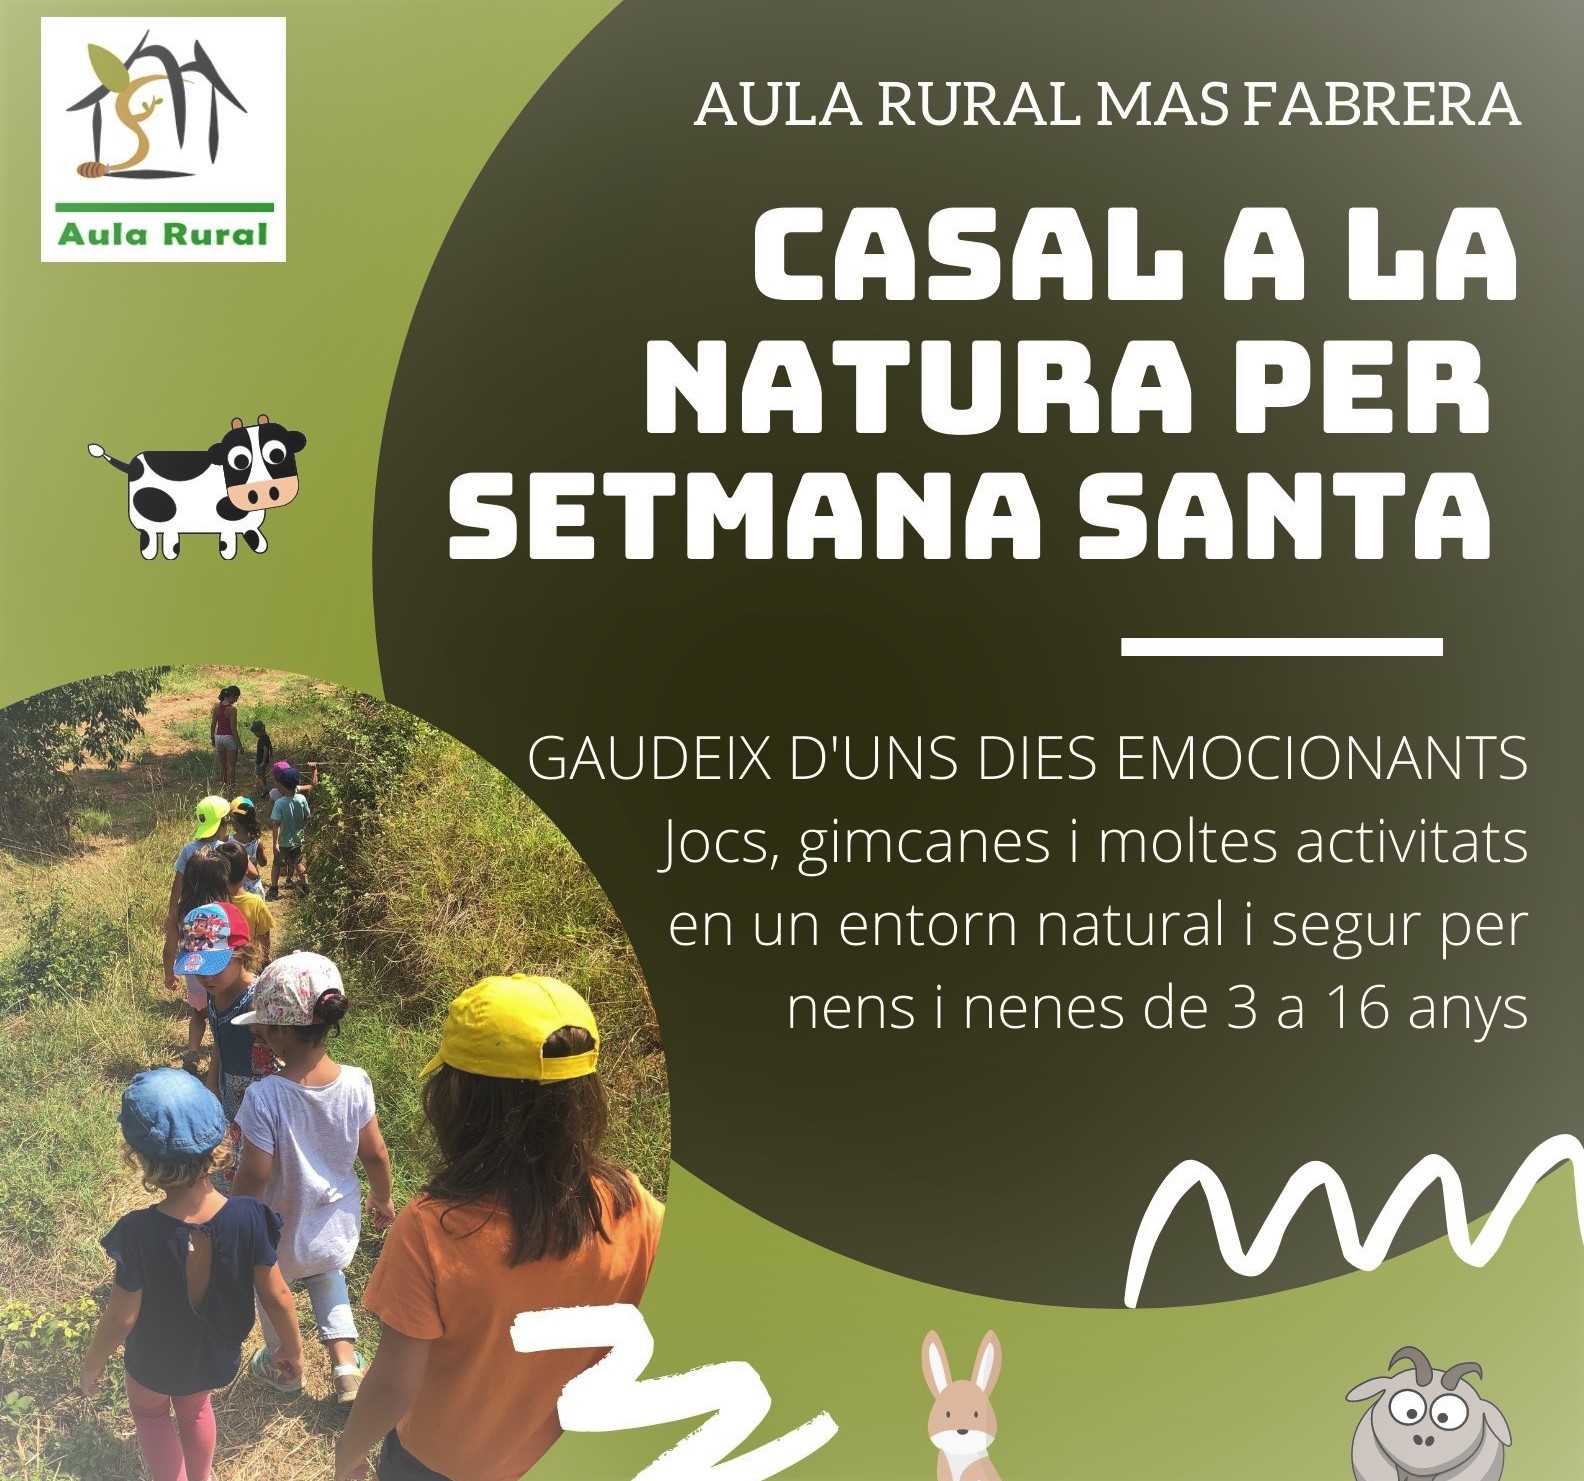 Aula Rural
AULA RURAL MAS FABRERA
CASAL A LA
NATURA PER
SETMANA SANTA
GAUDEIX D'UNS DIES EMOCIONANTS
Jocs, gimcanes i moltes activitats
en un entorn natural i segur per
nens i nenes de 3 a 16 anys